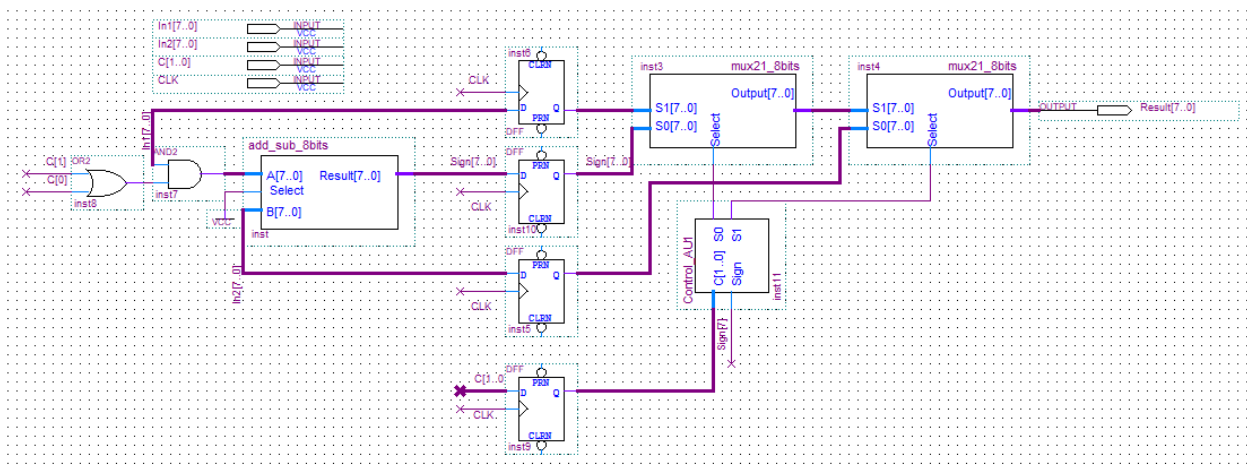 In1[7..0] INPUT VCC
In2[7..0] INPUT VCC
C[1..0] INPUT VCC
CLK INPUT VCC
inst6
CLRN
CLK
D Q
PRN
DFF
In1[7..0]
inst3 mux21_8bits
Output[7..0]
S1[7..0]
S0[7..0]
Select
inst4 mux21_8bits
Output[7..0]
S1[7..0]
S0[7..0]
Select
OUTPUT Result[7..0]
C[1] OR2
C[0]
inst8
AND2
inst7
add_sub_8bits
A[7..0] Result[7..0]
Select
B[7..0]
VCC
inst
DFF
PRN
Sign[7..0] D Q Sign[7..0]
CLK
CLRN
inst10
In2[7..0]
DFF
PRN
D Q
CLK
CLRN
inst5
Control_AU1
S0 S1
C[1..0] Sign
inst11
Sign[7]
DFF
PRN
C[1..0 D Q
CLK
CLRN
inst9